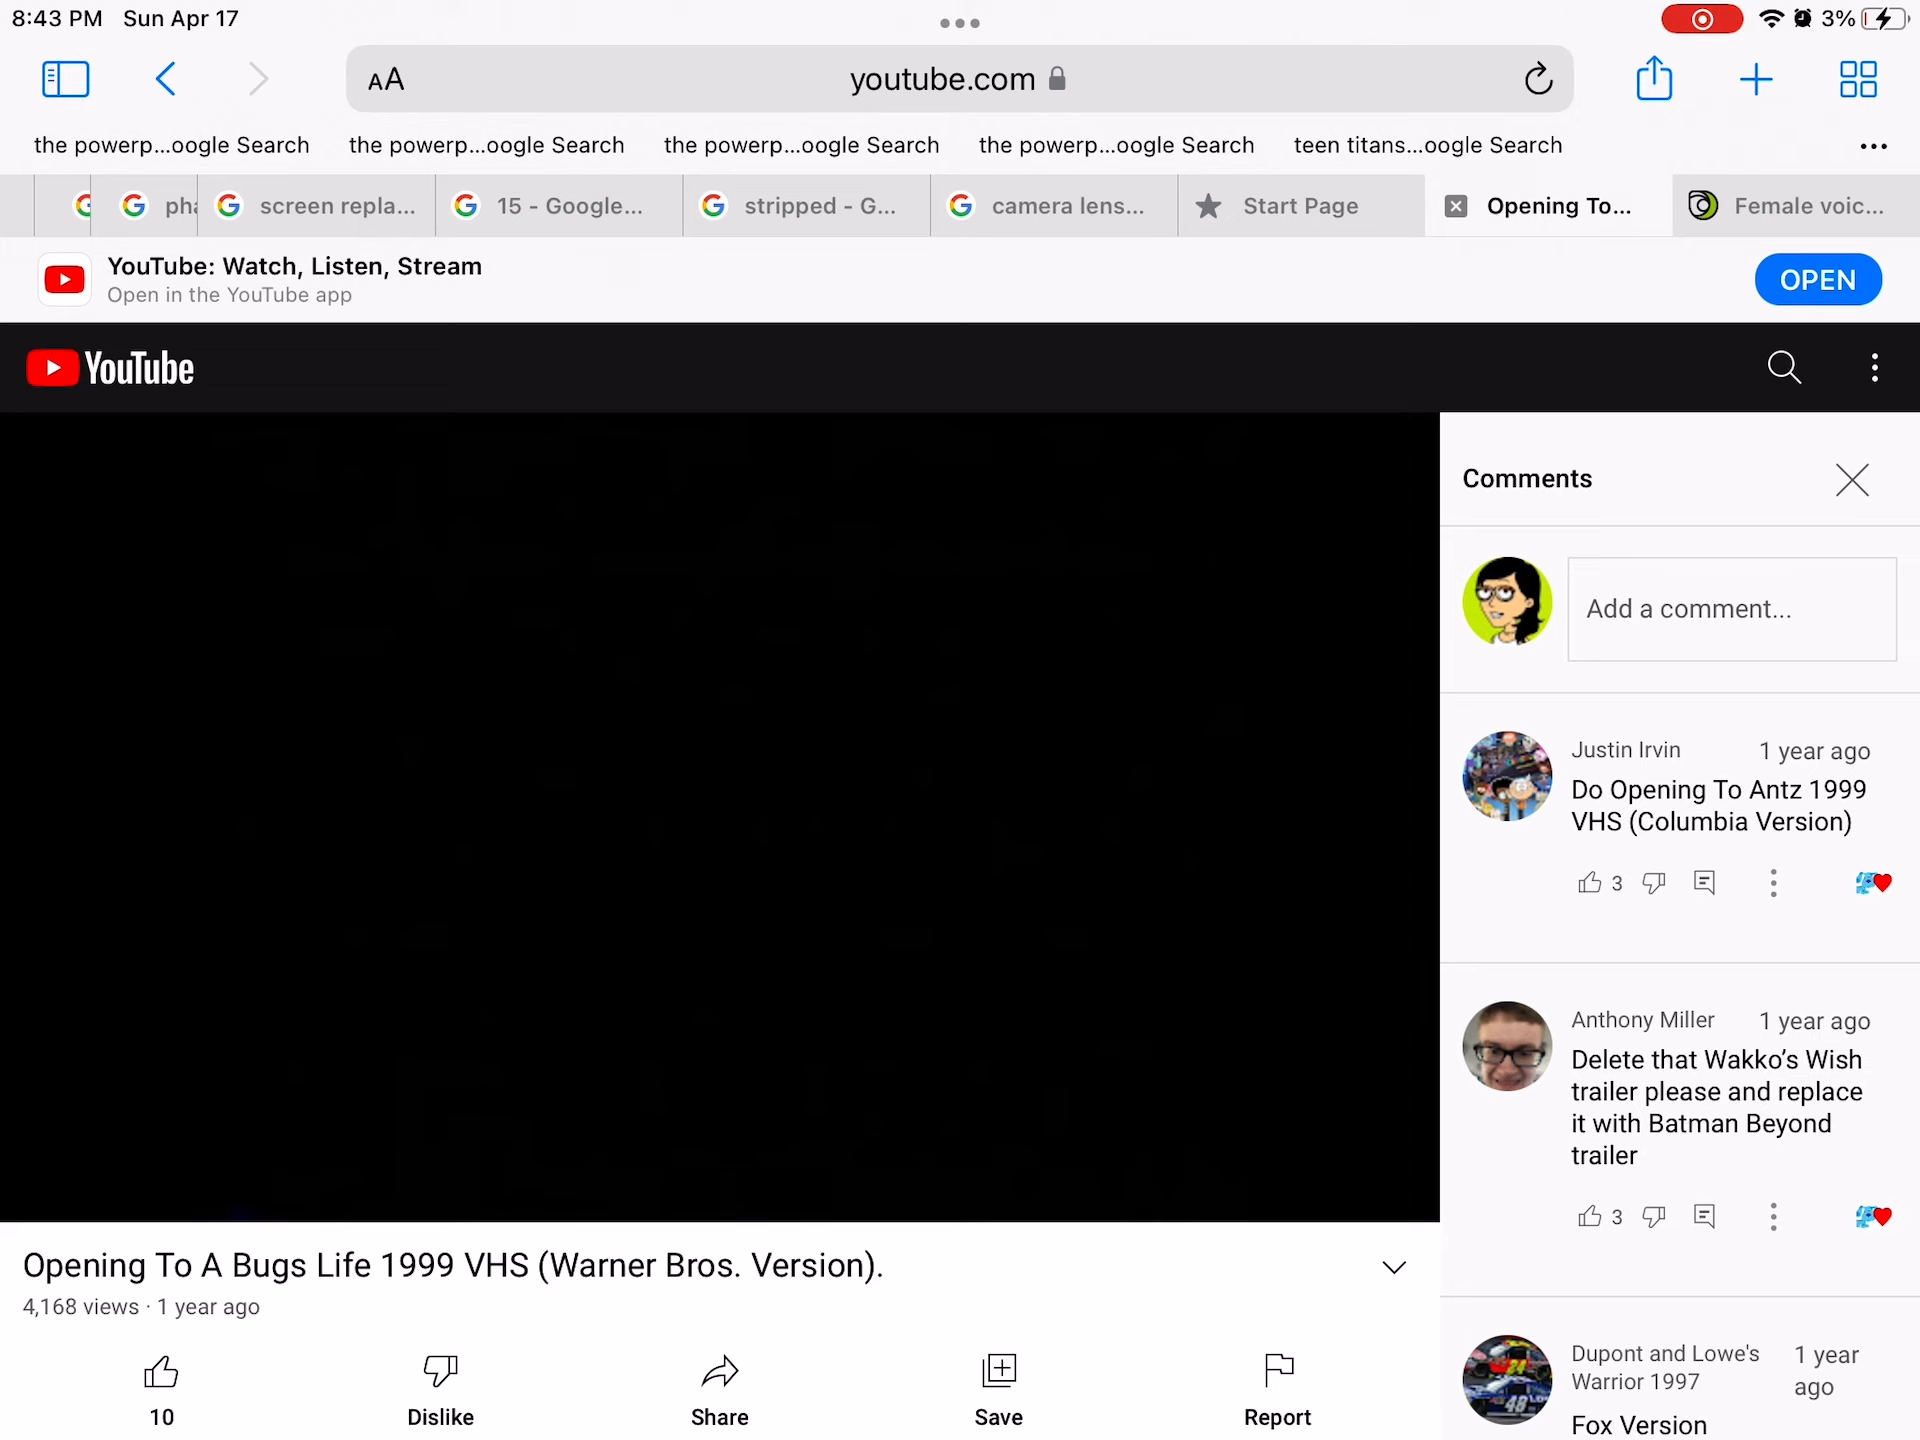 8:43 PM Sun Apr 17
3%
AA youtube.com
the powerp...oogle Search the powerp...oogle Search the powerp...oogle Search the powerp...oogle Search teen titans...oogle Search
pha screen repla... 15 - Google... stripped - G... camera lens... Start Page Opening To... Female voic...
YouTube: Watch, Listen, Stream
Open in the YouTube app
OPEN
YouTube
Comments
Add a comment...
Justin Irvin 1 year ago
Do Opening To Antz 1999
VHS (Columbia Version)
3
Anthony Miller 1 year ago
Delete that Wakko’s Wish
trailer please and replace
it with Batman Beyond
trailer
3
Dupont and Lowe's
Warrior 1997
1 year
ago
Fox Version
Opening To A Bugs Life 1999 VHS (Warner Bros. Version).
4,168 views · 1 year ago
10 Dislike Share Save Report